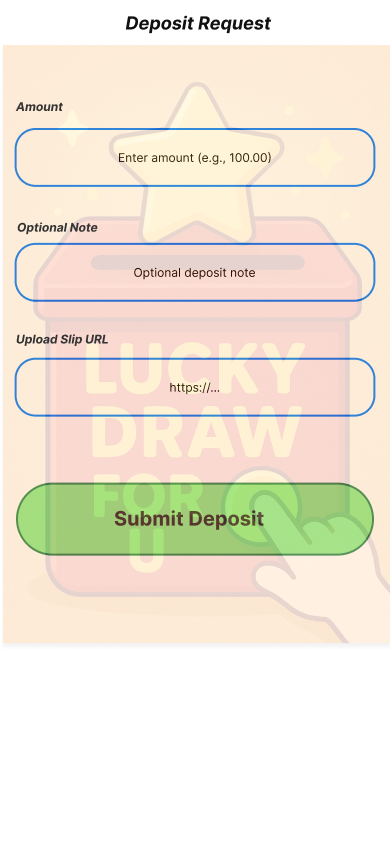 Deposit Request
Amount
Enter amount (e.g., 100.00)
Optional Note
Optional deposit note
Upload Slip URL
https://...
LUCKY
DRAW
FOR
Submit Deposit
U